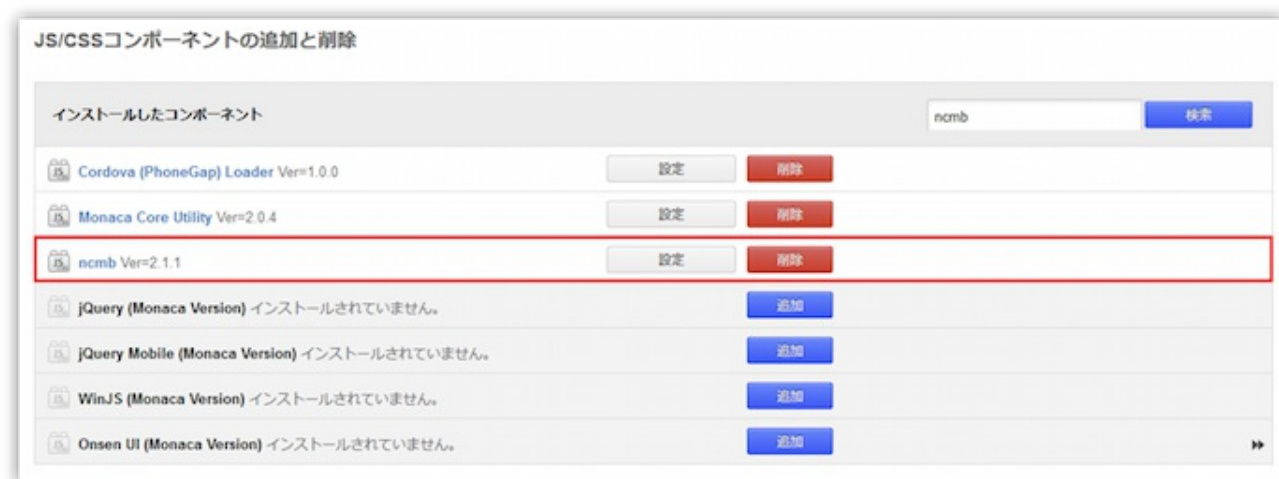 JS/CSSコンポーネントの追加と削除
インストールしたコンポーネント ncmb 検索
JS Cordova (PhoneGap) Loader Ver=1.0.0 設定 削除
JS Monaca Core Utility Ver=2.0.4 設定 削除
JS ncmb Ver=2.1.1 設定 削除
JS jQuery (Monaca Version) インストールされていません。 追加
JS jQuery Mobile (Monaca Version) インストールされていません。 追加
JS WinJS (Monaca Version) インストールされていません。 追加
JS Onsen UI (Monaca Version) インストールされていません。 追加